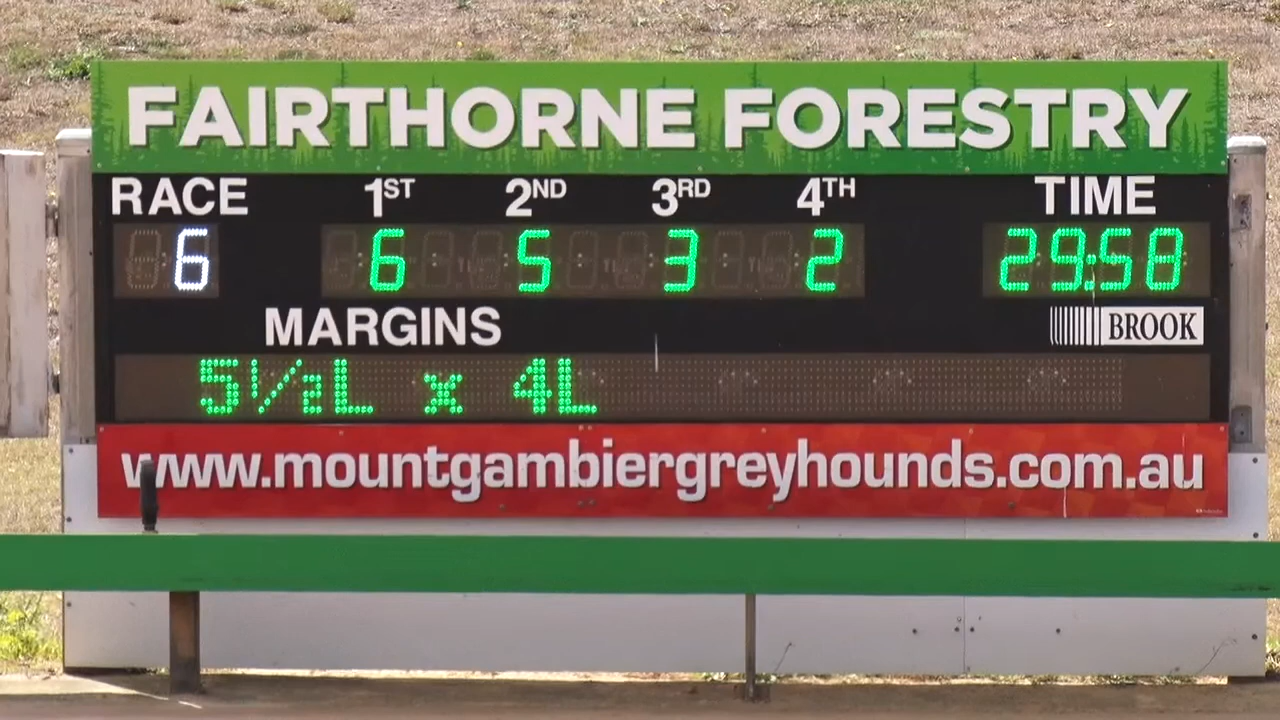 FAIRTHORNE FORESTRY
RACE 1ST 2ND 3RD 4TH TIME
6 6 5 3 2 29:58
MARGINS BROOK
5½L x 4L
www.mountgambiergreyhounds.com.au